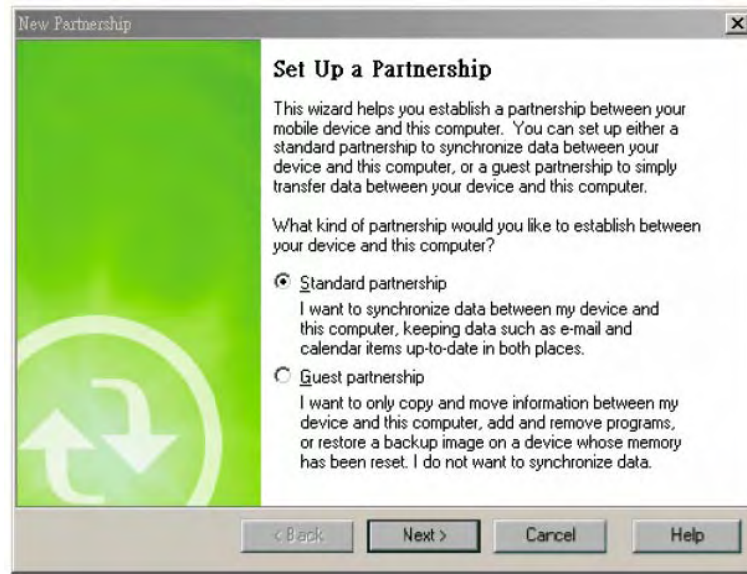 New Partnership
Set Up a Partnership
This wizard helps you establish a partnership between your
mobile device and this computer. You can set up either a
standard partnership to synchronize data between your
device and this computer, or a guest partnership to simply
transfer data between your device and this computer.
What kind of partnership would you like to establish between
your device and this computer?
Standard partnership
I want to synchronize data between my device and
this computer, keeping data such as e-mail and
calendar items up-to-date in both places.
Guest partnership
I want to only copy and move information between my
device and this computer, add and remove programs,
or restore a backup image on a device whose memory
has been reset. I do not want to synchronize data.
< Back Next > Cancel Help